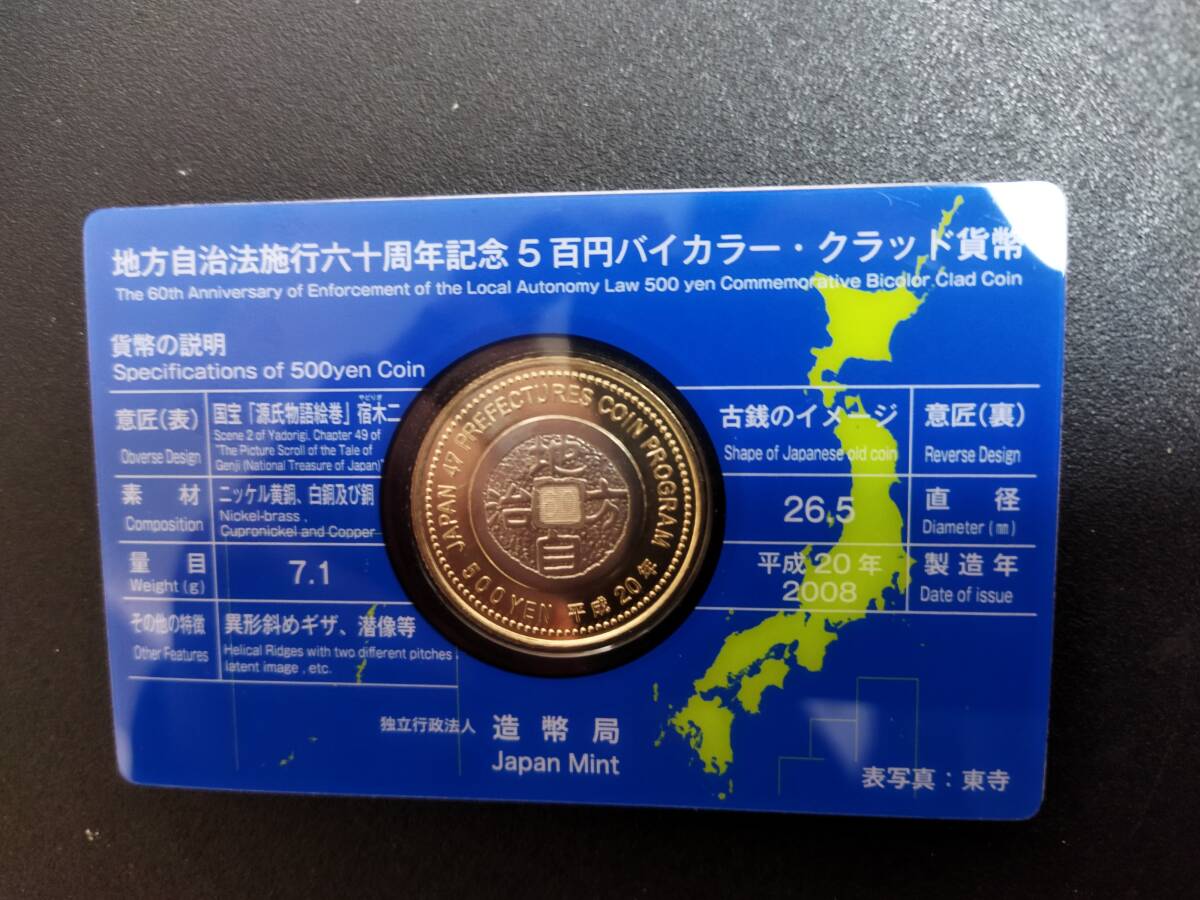 地方自治法施行六十周年記念5百円バイカラー・クラッド貨幣
The 60th Anniversary of Enforcement of the Local Autonomy Law 500 yen Commemorative Bicolor Clad Coin
貨幣の説明
Specifications of 500yen Coin
意匠(表)
Obverse Design
やどりぎ
国宝「源氏物語絵巻」宿木二
Scene 2 of Yadorigi, Chapter 49 of
"The Picture Scroll of the Tale of
Genji (National Treasure of Japan)"
素材
Composition
ニッケル黄銅、白銅及び銅
Nickel-brass,
Cupronickel and Copper
量目
Weight (g)
7.1
その他の特徴
Other Features
異形斜めギザ、潜像等
Helical Ridges with two different pitches,
latent image, etc.
JAPAN 47 PREFECTURES COIN PROGRAM
地方自治
500 YEN 平成20年
古銭のイメージ
Shape of Japanese old coin
意匠(裏)
Reverse Design
26.5
直径
Diameter (㎜)
平成20年
2008
製造年
Date of issue
独立行政法人 造幣局
Japan Mint
表写真:東寺